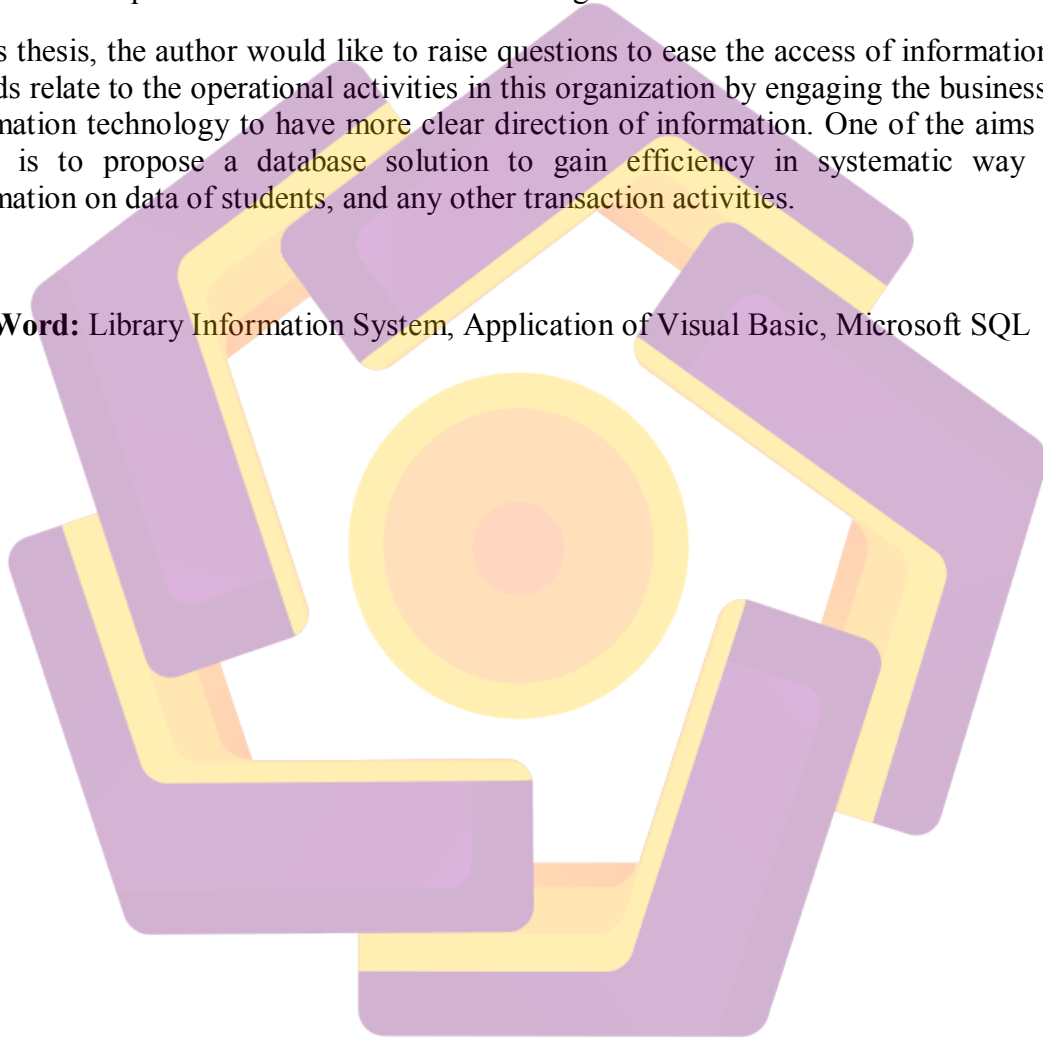 s thesis, the author would like to raise questions to ease the access of information
ds relate to the operational activities in this organization by engaging the business
mation technology to have more clear direction of information. One of the aims
is to propose a database solution to gain efficiency in systematic way
mation on data of students, and any other transaction activities.
Word: Library Information System, Application of Visual Basic, Microsoft SQL